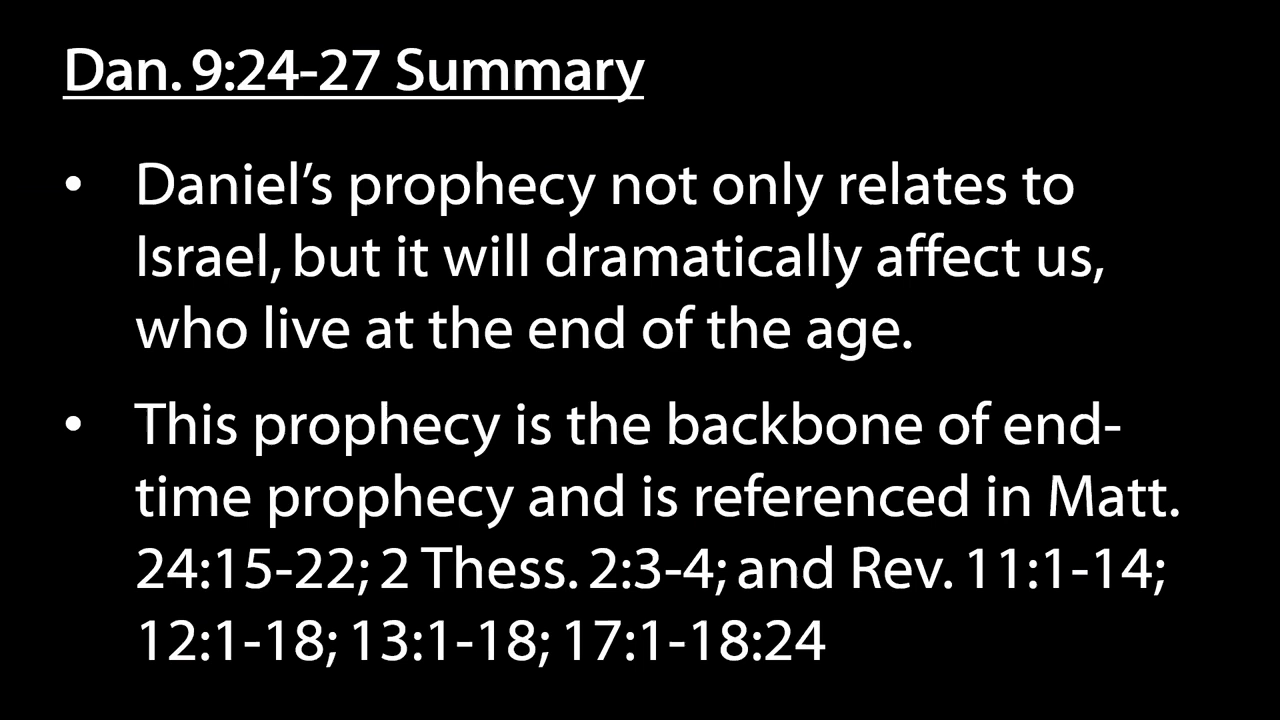 Dan. 9:24-27 Summary
• Daniel’s prophecy not only relates to
Israel, but it will dramatically affect us,
who live at the end of the age.
• This prophecy is the backbone of end-
time prophecy and is referenced in Matt.
24:15-22; 2 Thess. 2:3-4; and Rev. 11:1-14;
12:1-18; 13:1-18; 17:1-18:24